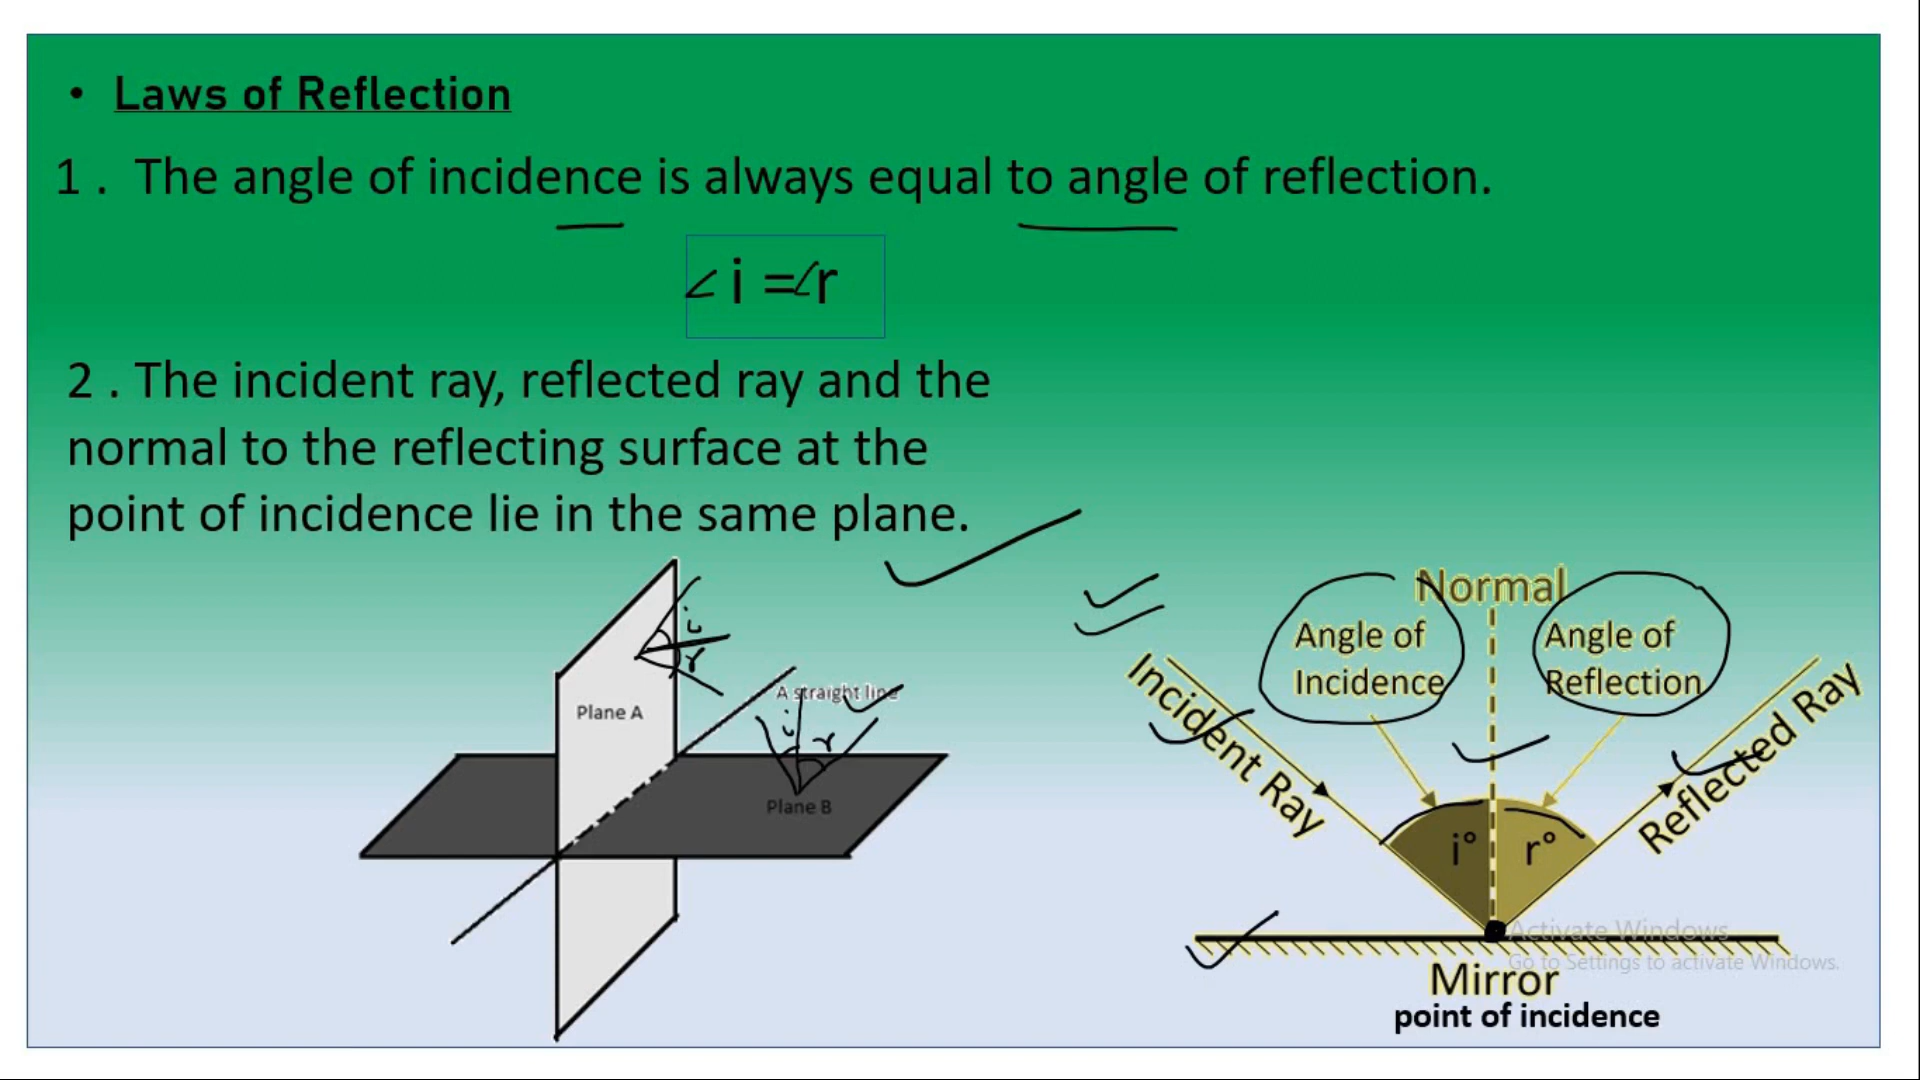 • Laws of Reflection
1 . The angle of incidence is always equal to angle of reflection.
∠ i =∠r
2 . The incident ray, reflected ray and the
normal to the reflecting surface at the
point of incidence lie in the same plane.
i
r
Plane A
A straight line
i
r
Plane B
Normal
Angle of
Incidence
Angle of
Reflection
Incident Ray
Reflected Ray
i°
r°
Activate Windows
Go to Settings to activate Windows.
Mirror
point of incidence